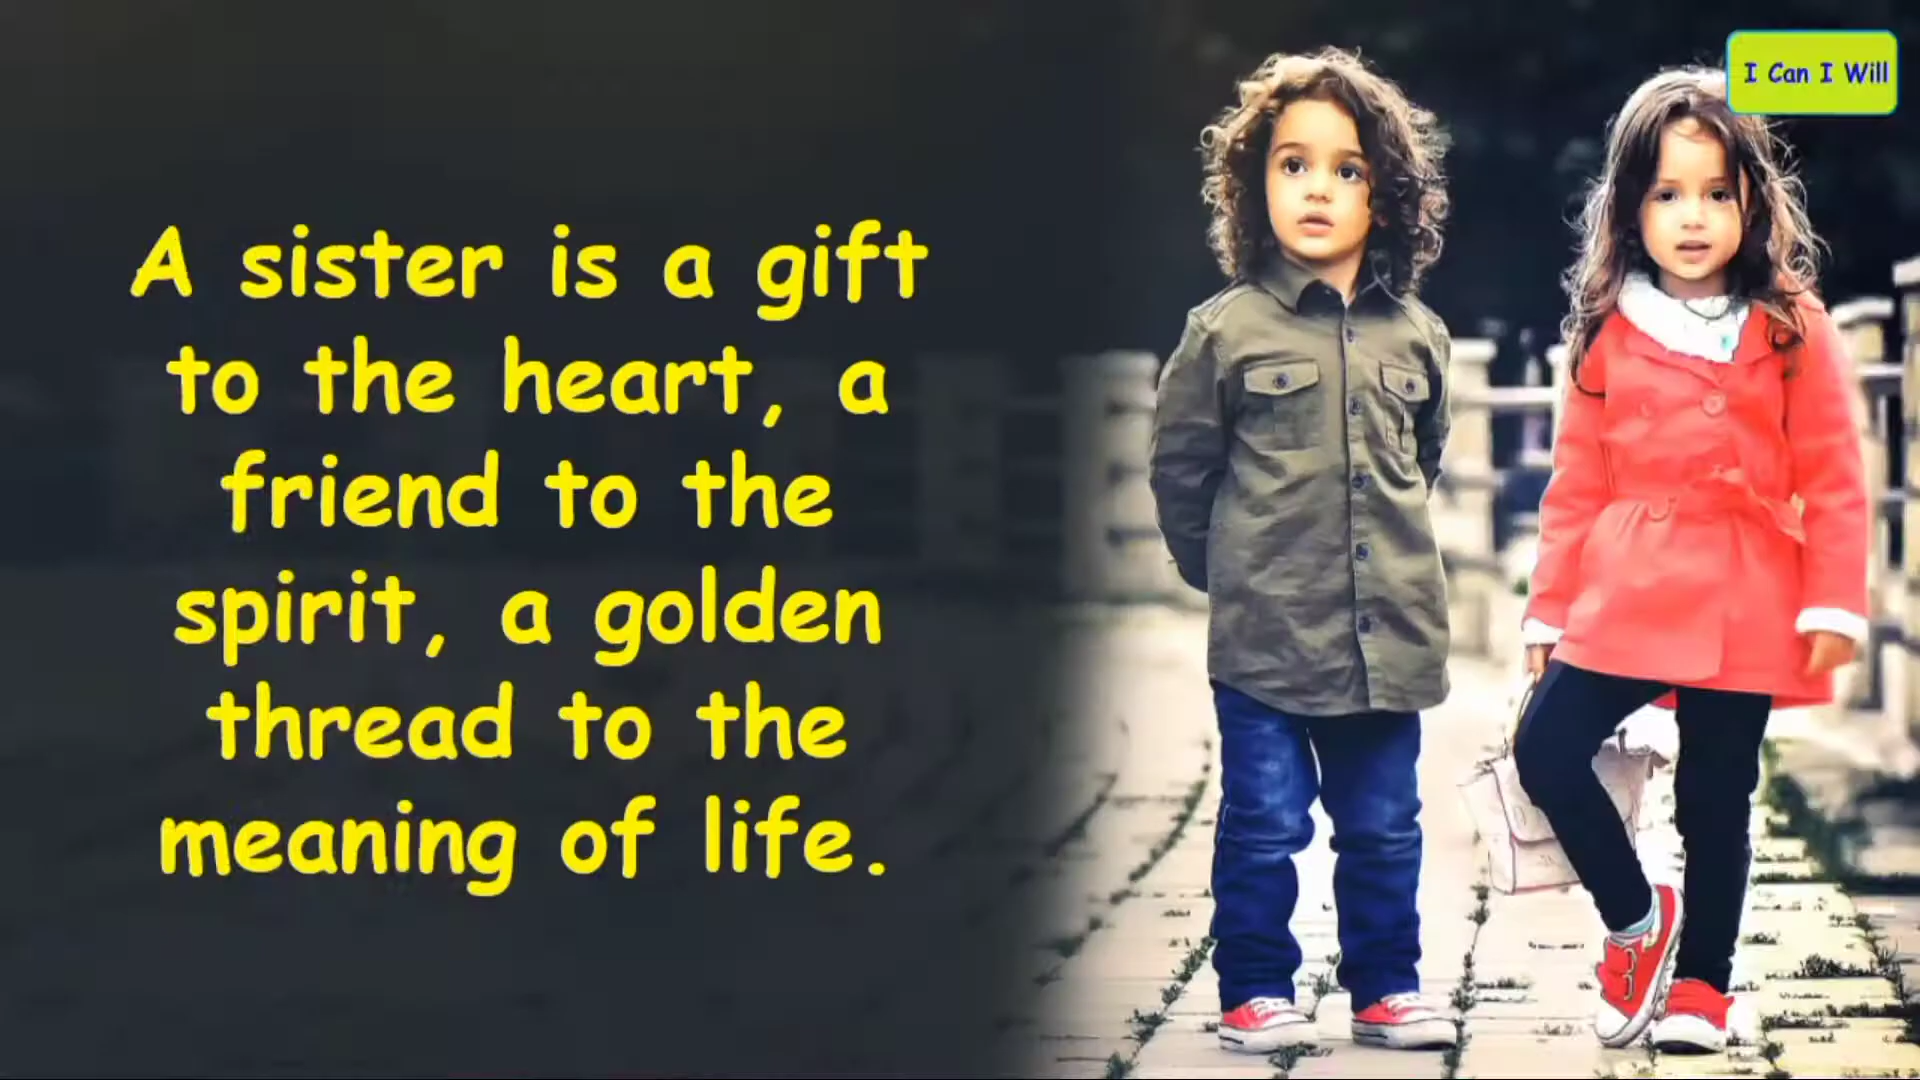 I Can I Will
A sister is a gift
to the heart, a
friend to the
spirit, a golden
thread to the
meaning of life.